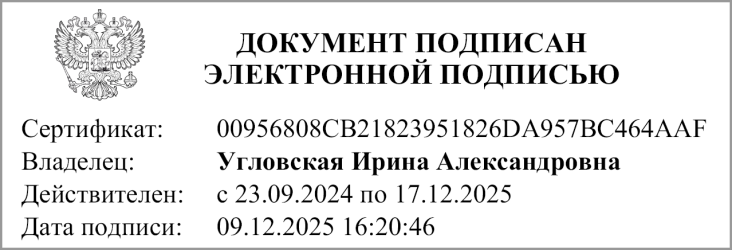 ДОКУМЕНТ ПОДПИСАН
ЭЛЕКТРОННОЙ ПОДПИСЬЮ
Сертификат: 00956808CB21823951826DA957BC464AAF
Владелец: Угловская Ирина Александровна
Действителен: с 23.09.2024 по 17.12.2025
Дата подписи: 09.12.2025 16:20:46